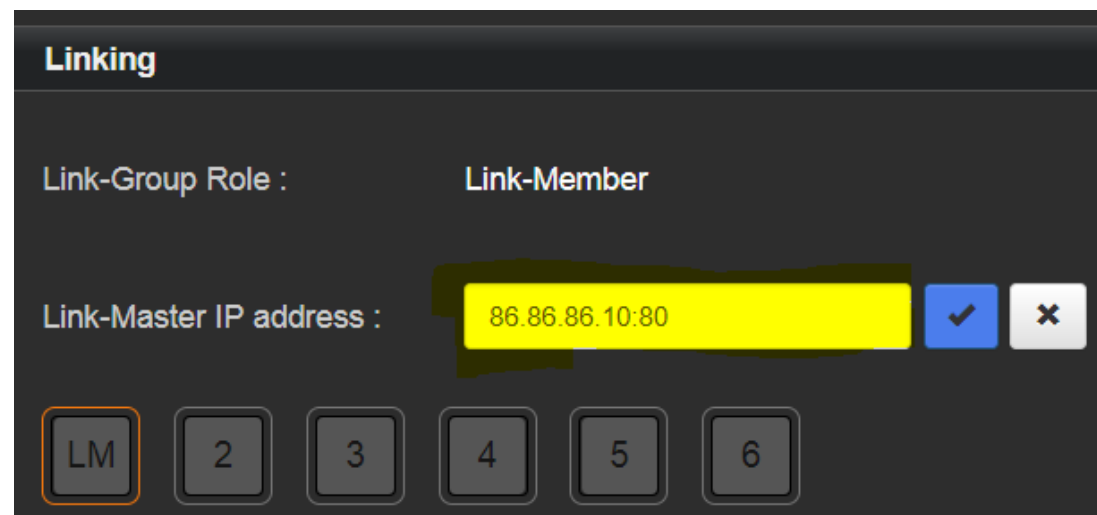 Linking
Link-Group Role : Link-Member
Link-Master IP address : 86.86.86.10:80
LM 2 3 4 5 6